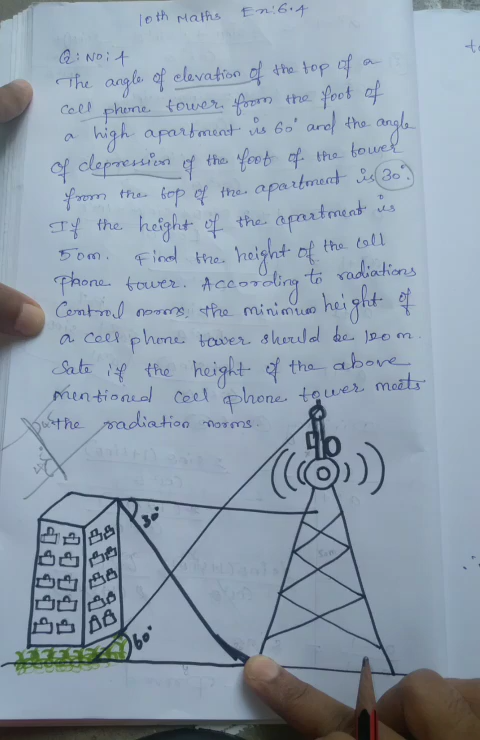 10th Maths Ex:6.4
Q: No: 4
The angle of elevation of the top of a
cell phone tower from the foot of
a high apartment is 60° and the angle
of depression of the foot of the tower
from the top of the apartment is 30°.
If the height of the apartment is
50m. Find the height of the cell
phone tower. According to radiations
Control norms, the minimum height of
a cell phone tower should be 120 m.
Sate if the height of the above
mentioned cell phone tower meets
the radiation norms.
30°
60°